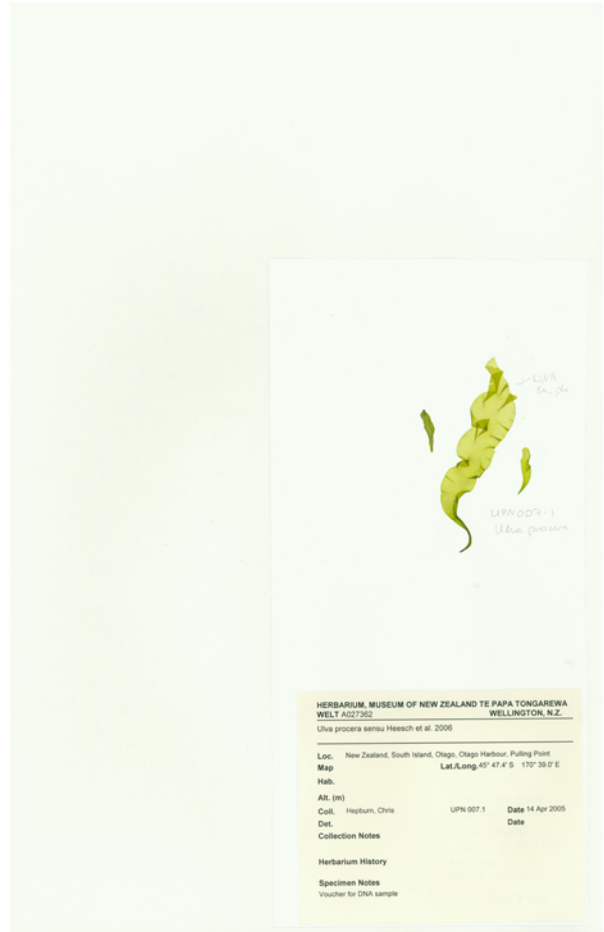 DNA
sample
UPN007-1
Ulva procera
HERBARIUM, MUSEUM OF NEW ZEALAND TE PAPA TONGAREWA
WELT A027362 WELLINGTON, N.Z.
Ulva procera sensu Heesch et al. 2006
Loc. New Zealand, South Island, Otago, Otago Harbour, Pulling Point
Map Lat./Long. 45° 47.4' S 170° 39.0' E
Hab.
Alt. (m)
Coll. Hepburn, Chris UPN 007.1 Date 14 Apr 2005
Det. Date
Collection Notes
Herbarium History
Specimen Notes
Voucher for DNA sample